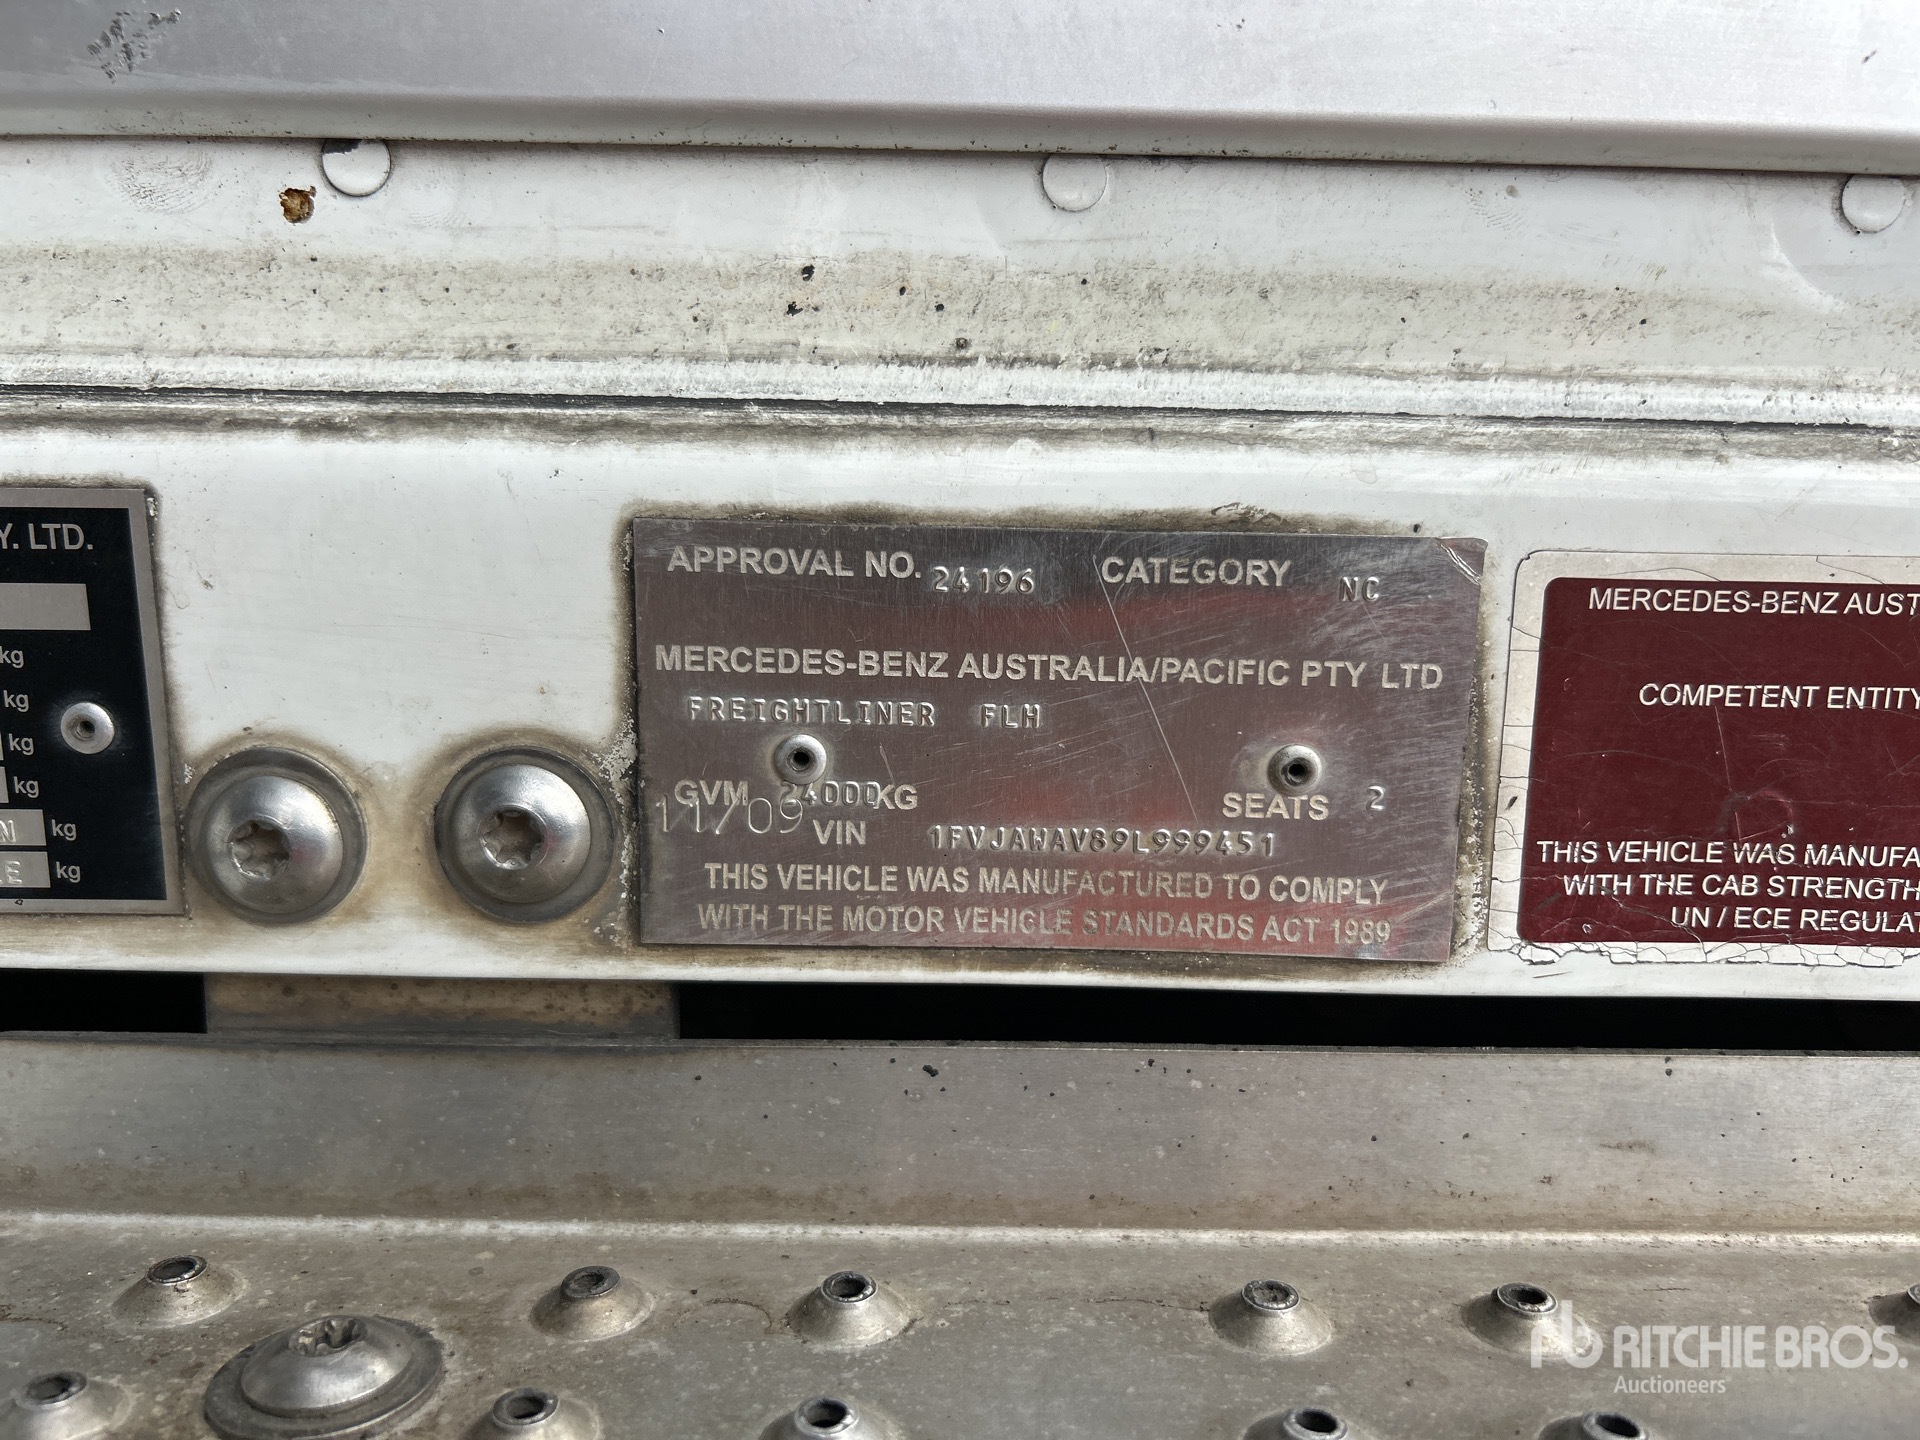 Y. LTD.
kg
kg
kg
kg
N kg
LE kg
APPROVAL NO. 24196 CATEGORY NC
MERCEDES-BENZ AUSTRALIA/PACIFIC PTY LTD
FREIGHTLINER FLH
GVM 24000KG SEATS 2
11/09 VIN 1FVJAWAV89L999451
THIS VEHICLE WAS MANUFACTURED TO COMPLY
WITH THE MOTOR VEHICLE STANDARDS ACT 1989
MERCEDES-BENZ AUST
COMPETENT ENTITY
THIS VEHICLE WAS MANUFA
WITH THE CAB STRENGTH
UN / ECE REGULAT
rb RITCHIE BROS.
Auctioneers